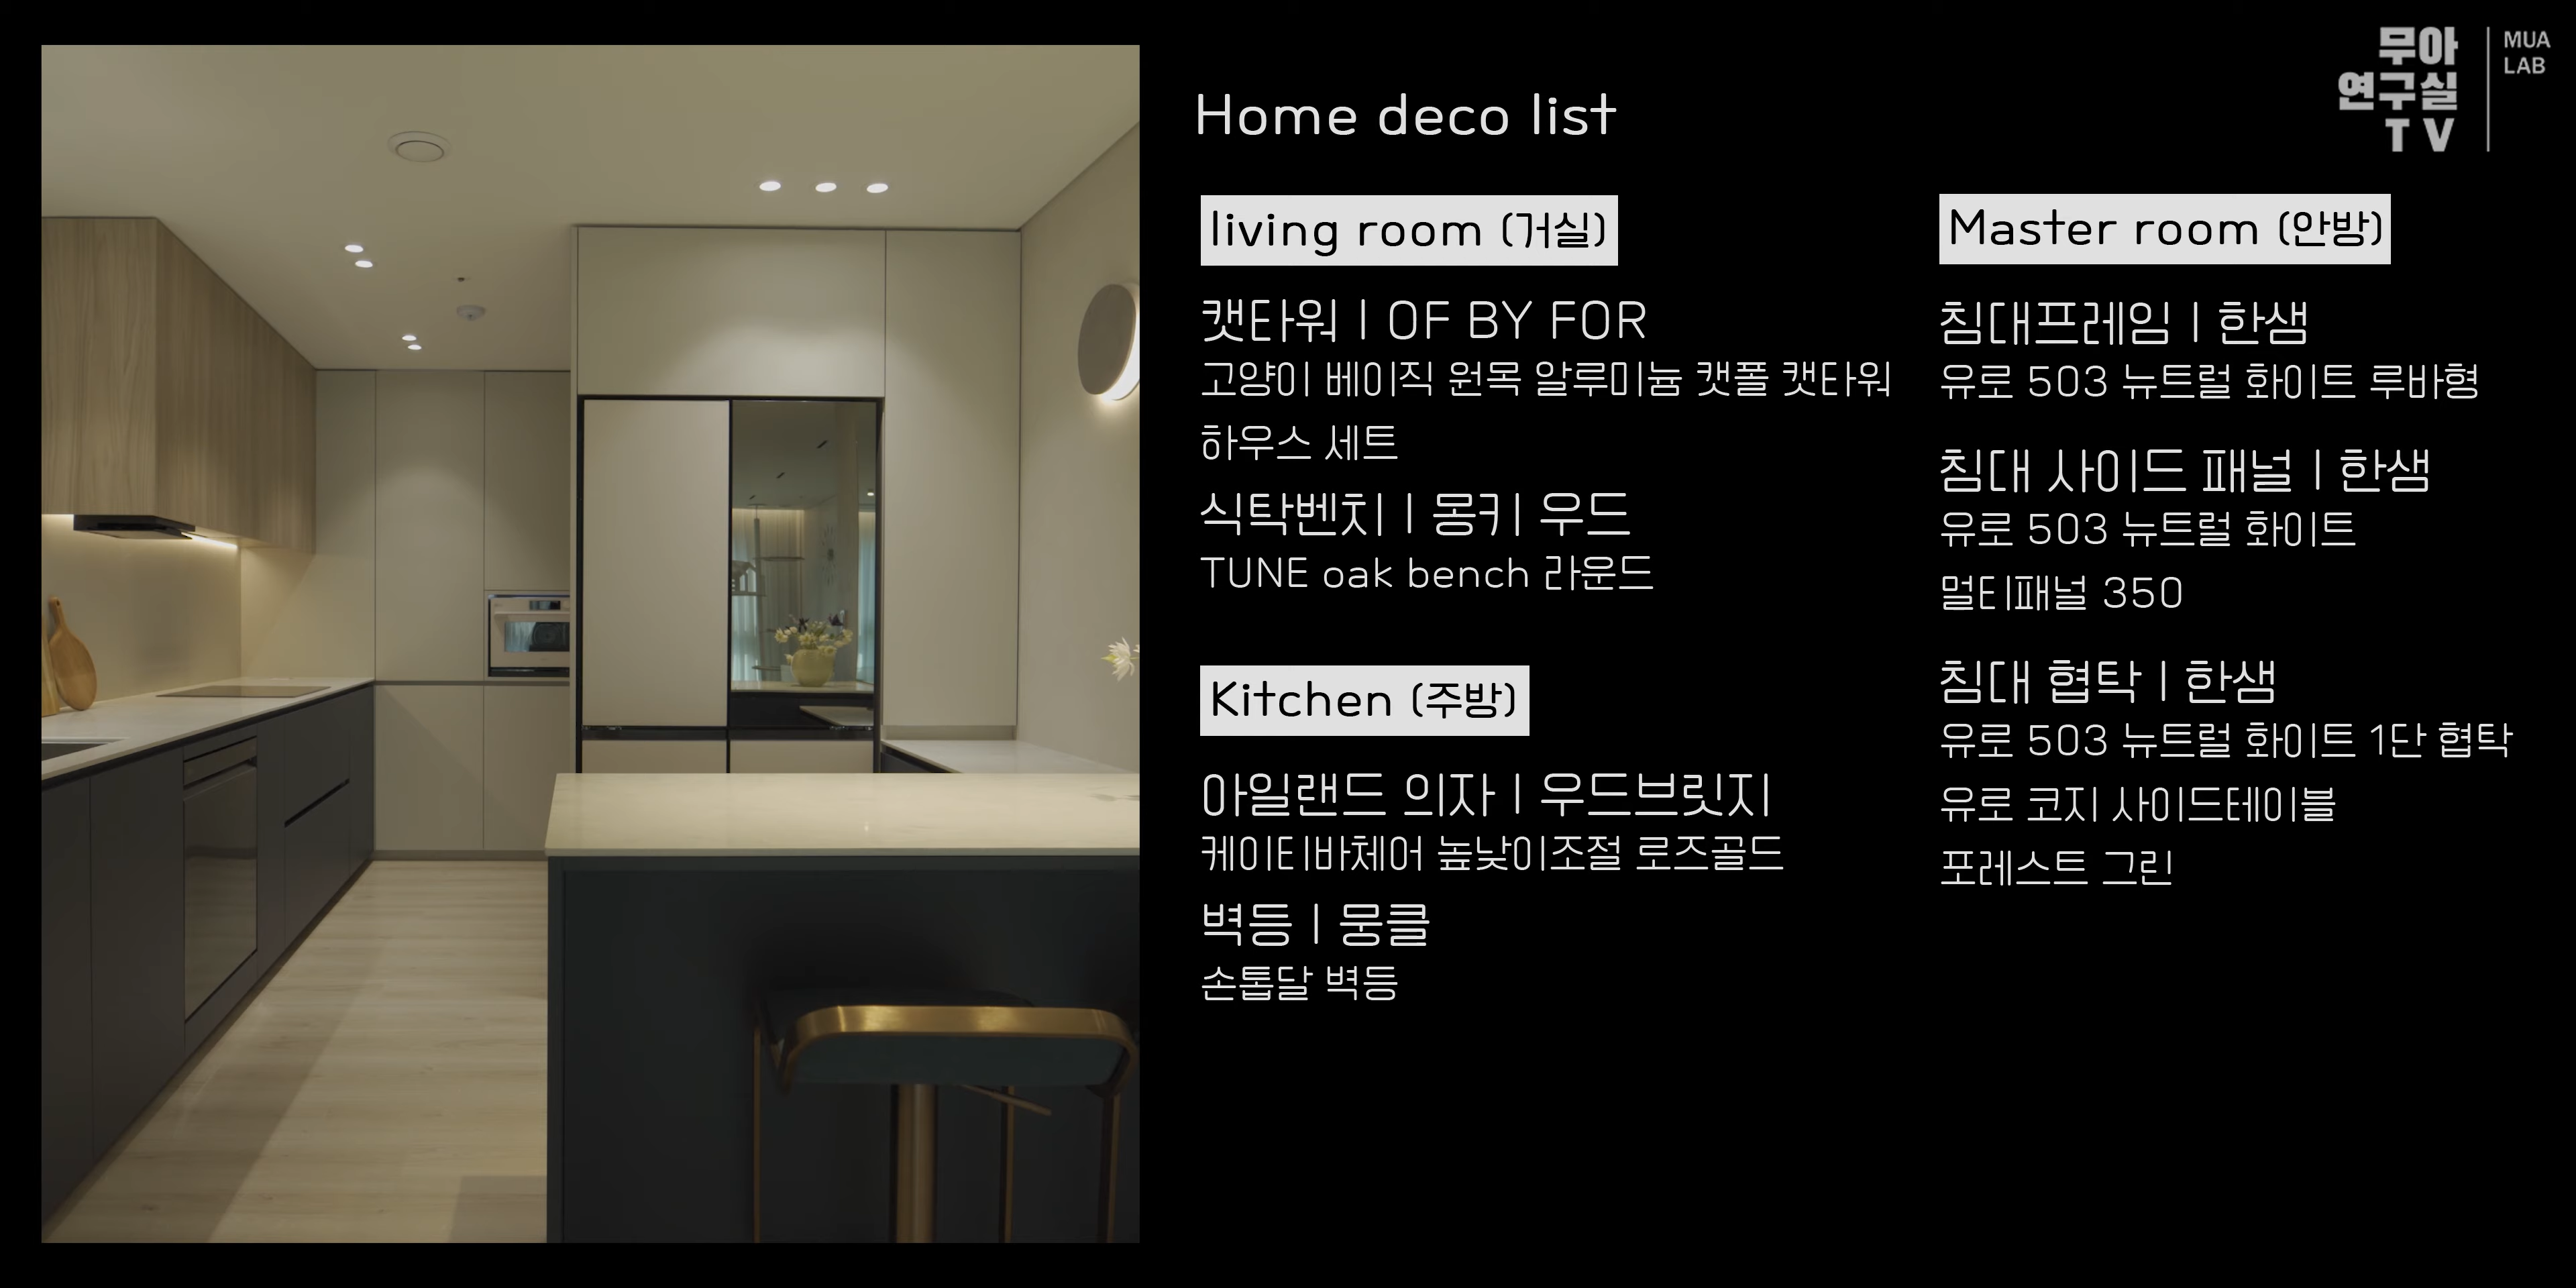 무아
연구실
TV
MUA
LAB
Home deco list
living room (거실)
캣타워 | OF BY FOR
고양이 베이직 원목 알루미늄 캣폴 캣타워
하우스 세트
식탁벤치 | 몽키 우드
TUNE oak bench 라운드
Kitchen (주방)
아일랜드 의자 | 우드브릿지
케이티바체어 높낮이조절 로즈골드
벽등 | 뭉클
손톱달 벽등
Master room (안방)
침대프레임 | 한샘
유로 503 뉴트럴 화이트 루바형
침대 사이드 패널 | 한샘
유로 503 뉴트럴 화이트
멀티패널 350
침대 협탁 | 한샘
유로 503 뉴트럴 화이트 1단 협탁
유로 코지 사이드테이블
포레스트 그린